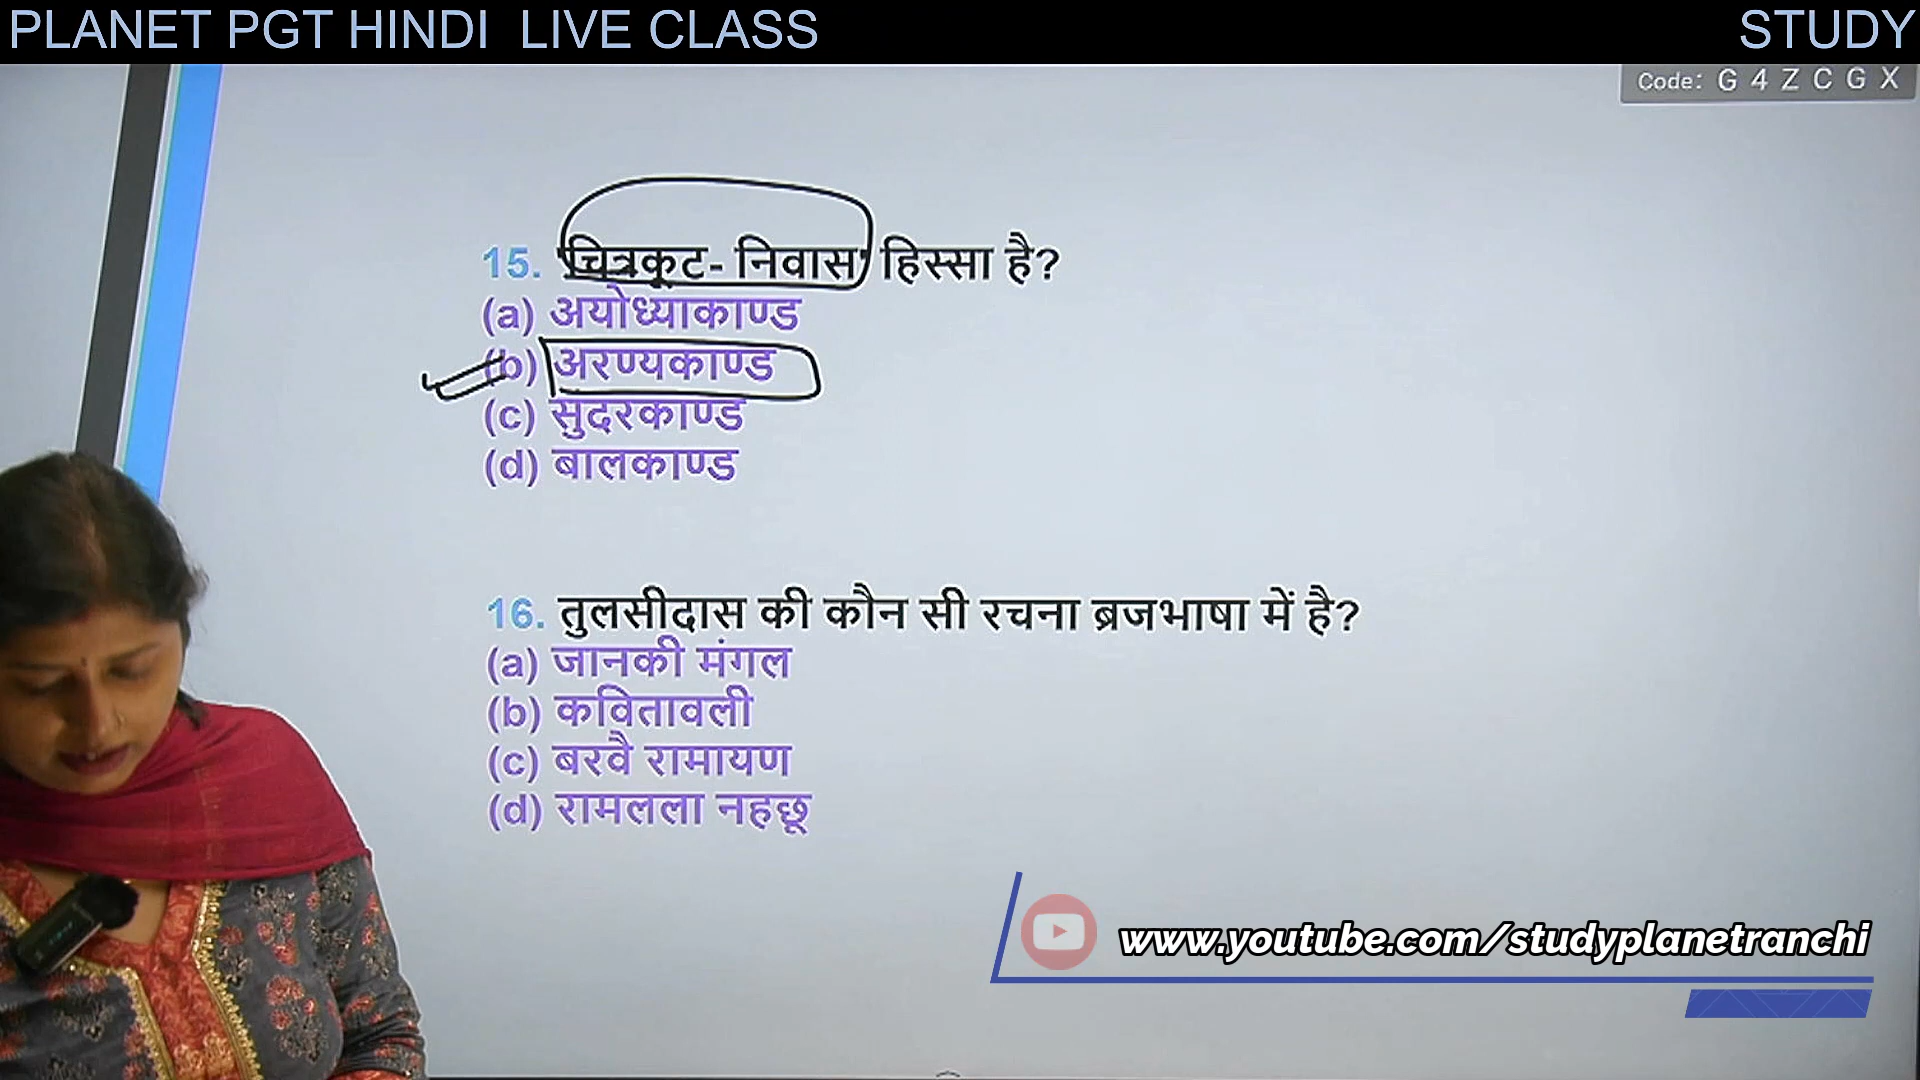 PLANET PGT HINDI LIVE CLASS
STUDY
Code: G 4 Z C G X
15. 'चित्रकूट- निवास' हिस्सा है?
(a) अयोध्याकाण्ड
(b) अरण्यकाण्ड
(c) सुंदरकाण्ड
(d) बालकाण्ड
16. तुलसीदास की कौन सी रचना ब्रजभाषा में है?
(a) जानकी मंगल
(b) कवितावली
(c) बरवै रामायण
(d) रामलला नहछू
www.youtube.com/studyplanetranchi